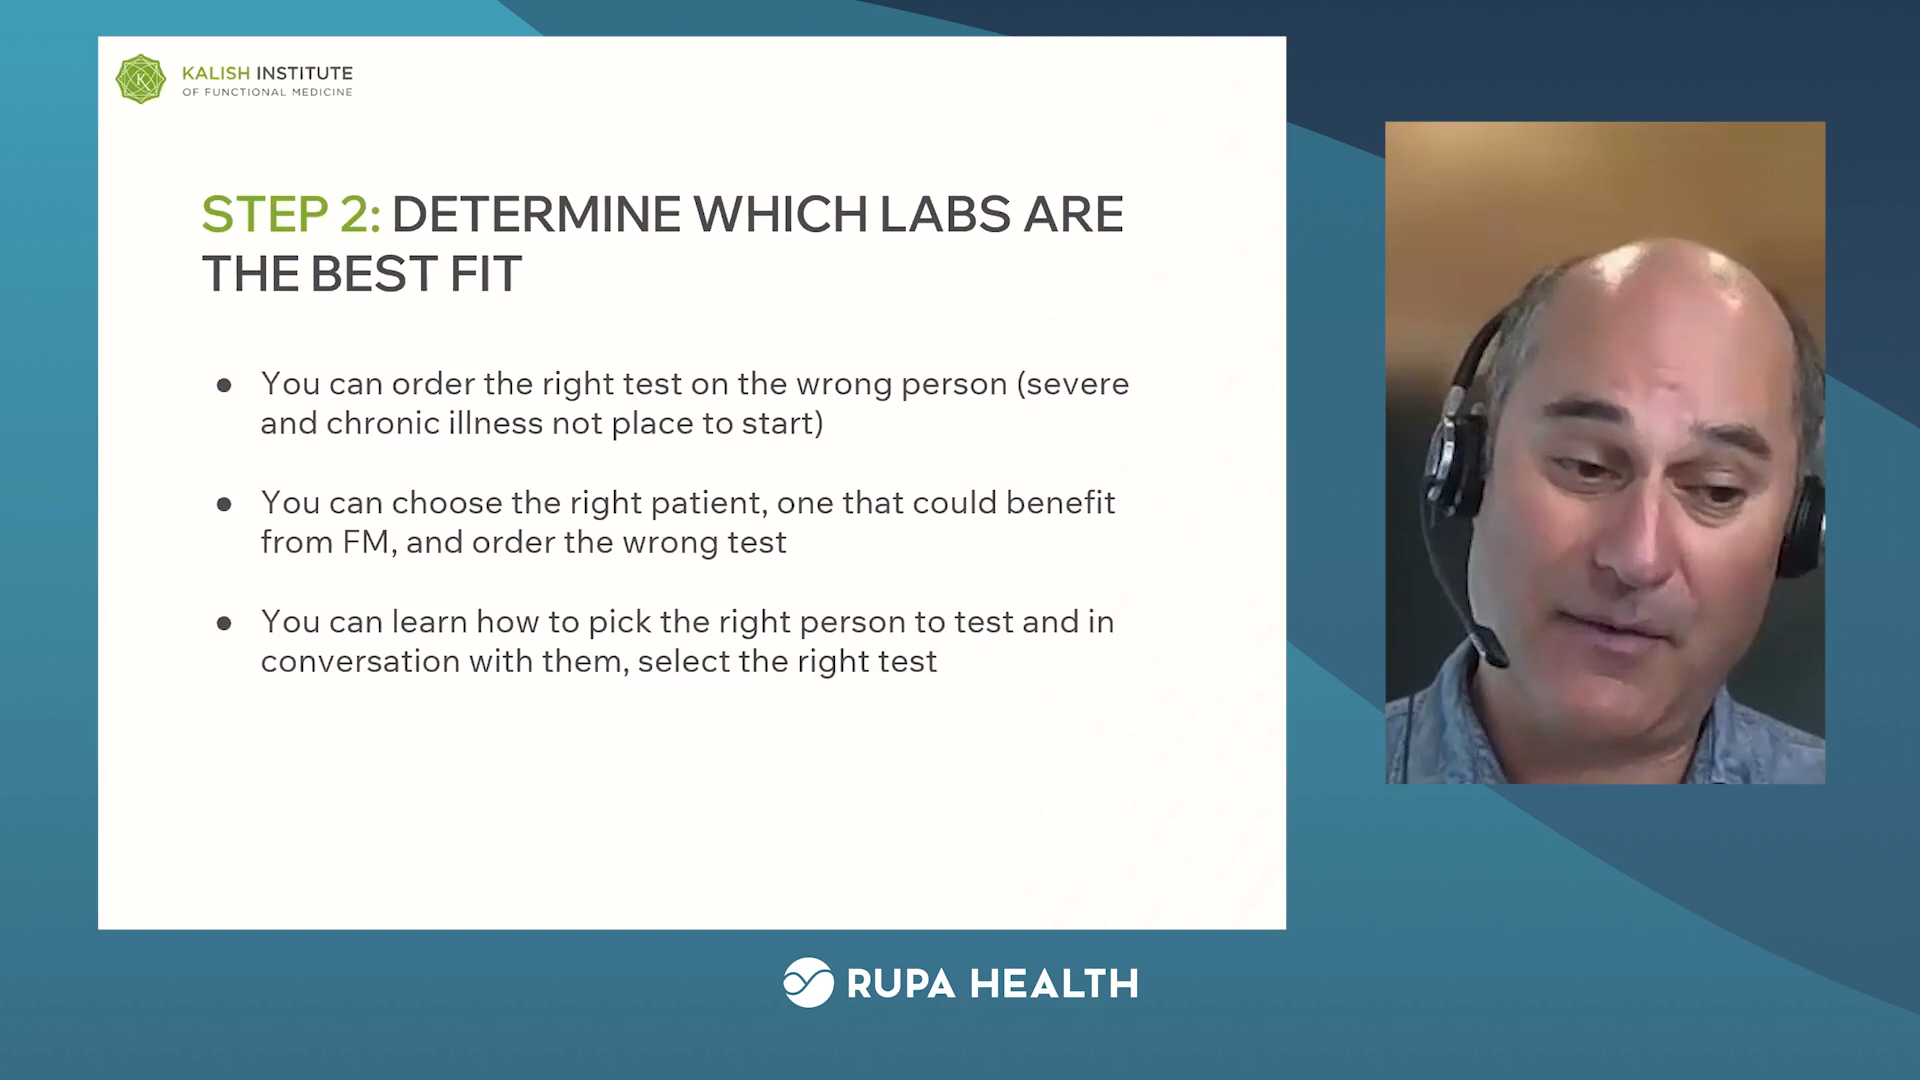 KALISH INSTITUTE
OF FUNCTIONAL MEDICINE
STEP 2: DETERMINE WHICH LABS ARE
THE BEST FIT
● You can order the right test on the wrong person (severe
and chronic illness not place to start)
● You can choose the right patient, one that could benefit
from FM, and order the wrong test
● You can learn how to pick the right person to test and in
conversation with them, select the right test
RUPA HEALTH